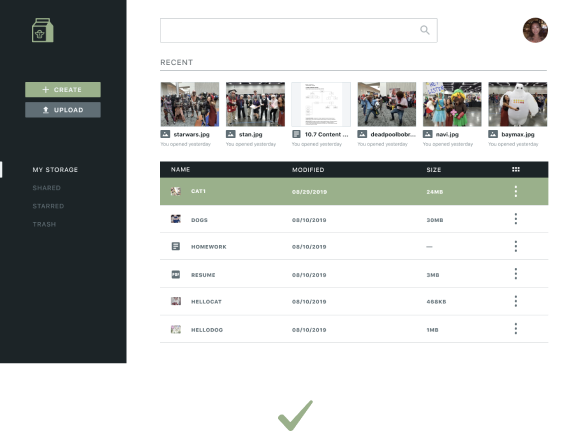 + CREATE
UPLOAD
MY STORAGE
SHARED
STARRED
TRASH
RECENT
starwars.jpg
You opened yesterday
stan.jpg
You opened yesterday
10.7 Content ...
You opened yesterday
deadpoolbobr...
You opened yesterday
navi.jpg
You opened yesterday
baymax.jpg
You opened yesterday
NAME MODIFIED SIZE
CAT1 08/29/2019 24MB
DOGS 08/10/2019 30MB
HOMEWORK 08/10/2019 —
PDF RESUME 08/10/2019 3MB
HELLOCAT 08/10/2019 468KB
HELLODOG 08/10/2019 1MB